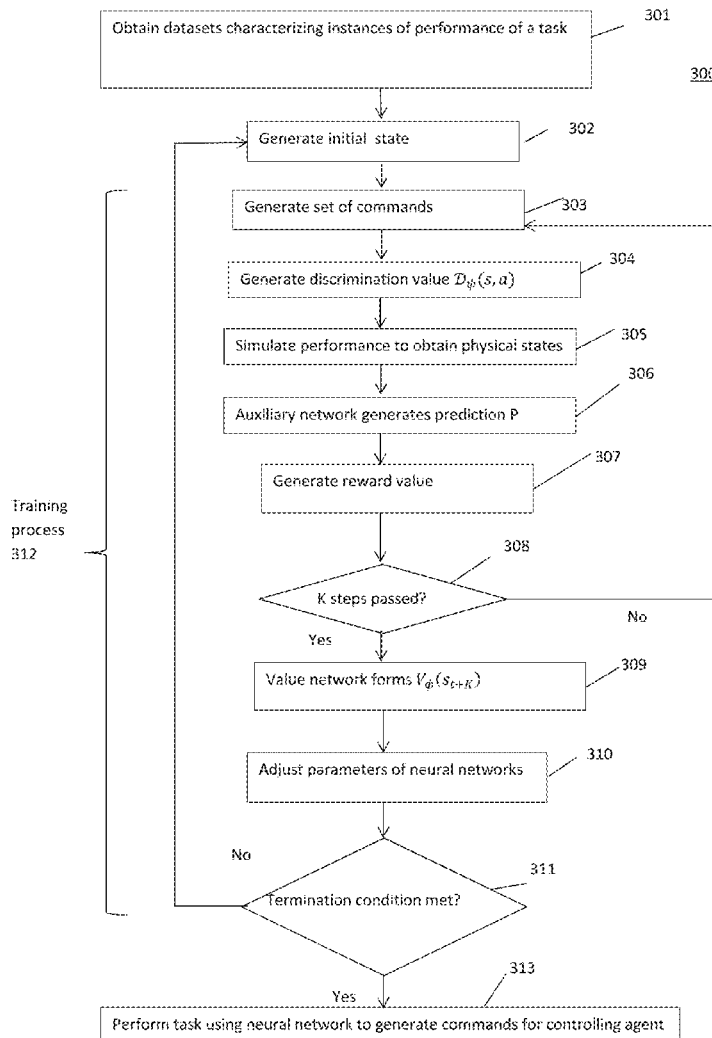 Obtain datasets characterizing instances of performance of a task
301
300
Generate initial state
302
Generate set of commands
303
Generate discrimination value 𝒟ψ(s, a)
304
Simulate performance to obtain physical states
305
Auxiliary network generates prediction P
306
Generate reward value
307
Training
process
312
K steps passed?
308
No
Yes
Value network forms Vϕ(st+K)
309
Adjust parameters of neural networks
310
No
Termination condition met?
311
Yes
313
Perform task using neural network to generate commands for controlling agent